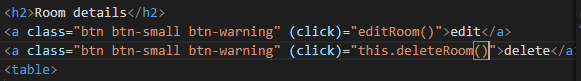 <h2>Room details</h2>
<a class="btn btn-small btn-warning" (click)="editRoom()">edit</a>
<a class="btn btn-small btn-warning" (click)="this.deleteRoom()">delete</a
<table>